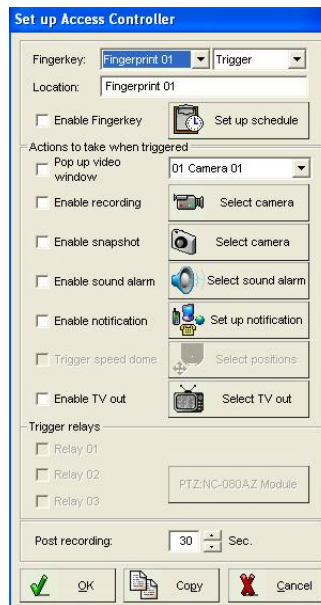 Set up Access Controller
Fingerkey: Fingerprint 01 Trigger
Location: Fingerprint 01
Enable Fingerkey Set up schedule
Actions to take when triggered
Pop up video window 01 Camera 01
Enable recording Select camera
Enable snapshot Select camera
Enable sound alarm Select sound alarm
Enable notification Set up notification
Trigger speed dome Select positions
Enable TV out Select TV out
Trigger relays
Relay 01
Relay 02 PTZ:NC-080AZ Module
Relay 03
Post recording: 30 Sec.
OK Copy Cancel